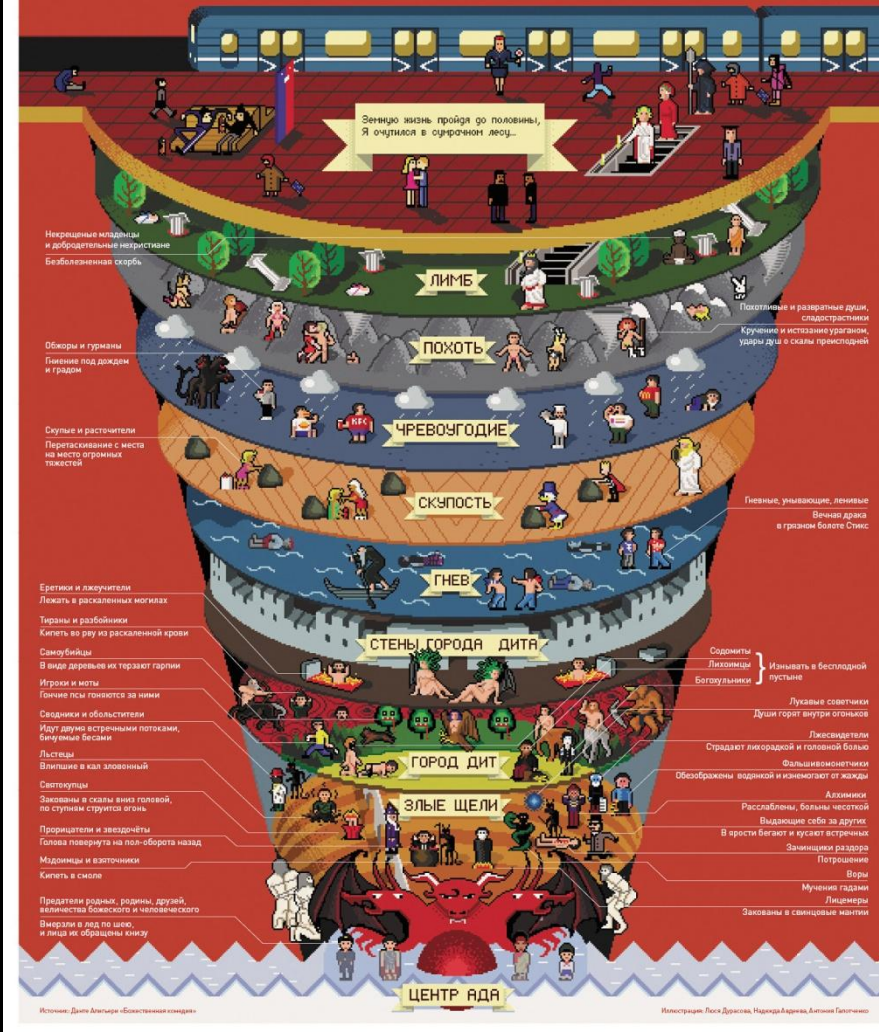 Земную жизнь пройдя до половины,
Я очутился в сумрачном лесу...
Некрещеные младенцы
и добродетельные нехристиане
Безболезненная скорбь
ЛИМБ
Похотливые и развратные души,
сладострастники
Кручение и истязание ураганом,
удары душ о скалы преисподней
ПОХОТЬ
Обжоры и гурманы
Гниение под дождем
и градом
KFC
ЧРЕВОУГОДИЕ
Скупые и расточители
Перетаскивание с места
на место огромных
тяжестей
СКУПОСТЬ
Гневные, унывающие, ленивые
Вечная драка
в грязном болоте Стикс
ГНЕВ
Еретики и лжеучители
Лежать в раскаленных могилах
СТЕНЫ ГОРОДА ДИТА
Тираны и разбойники
Кипеть во рву из раскаленной крови
Самоубийцы
В виде деревьев их терзают гарпии
Игроки и моты
Гончие псы гоняются за ними
Содомиты
Лихоимцы
Богохульники
Изнывать в бесплодной
пустыне
ГОРОД ДИТ
Сводники и обольстители
Идут двумя встречными потоками,
бичуемые бесами
Льстецы
Влипшие в кал зловонный
Святокупцы
Закованы в скалы вниз головой,
по ступням струится огонь
Прорицатели и звездочёты
Голова повернута на пол-оборота назад
Мздоимцы и взяточники
Кипеть в смоле
ЗЛЫЕ ЩЕЛИ
Лукавые советчики
Души горят внутри огоньков
Лжесвидетели
Страдают лихорадкой и головной болью
Фальшивомонетчики
Обезображены водянкой и изнемогают от жажды
Алхимики
Расслаблены, больны чесоткой
Выдающие себя за других
В ярости бегают и кусают встречных
Зачинщики раздора
Потрошение
Воры
Мучения гадами
Лицемеры
Закованы в свинцовые мантии
Предатели родных, родины, друзей,
величества божеского и человеческого
Вмерзли в лед по шею,
и лица их обращены книзу
ЦЕНТР АДА
Источник: Данте Алигьери «Божественная комедия»
Иллюстрация: Люся Дурасова, Надежда Авдеева, Антонина Гапотченко